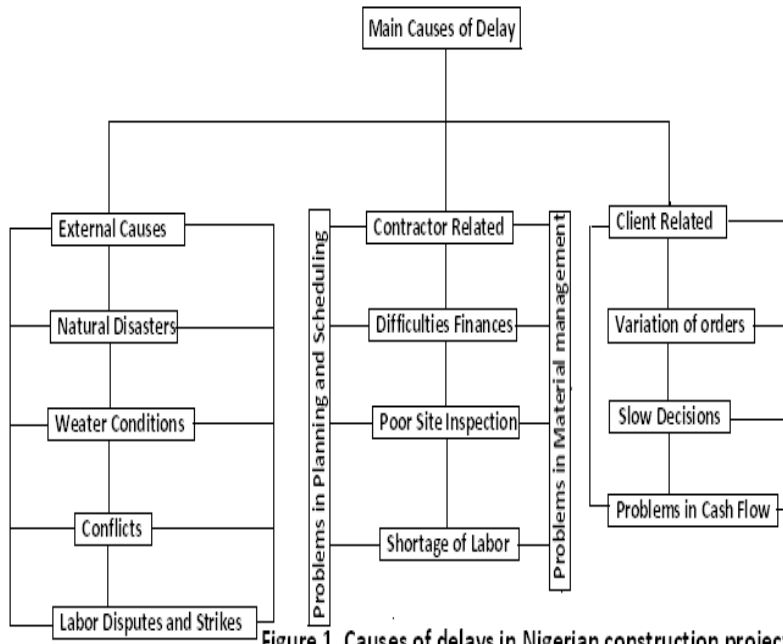 Main Causes of Delay
External Causes
Natural Disasters
Weater Conditions
Conflicts
Labor Disputes and Strikes
Problems in Planning and Scheduling
Contractor Related
Difficulties Finances
Poor Site Inspection
Shortage of Labor
Problems in Material management
Client Related
Variation of orders
Slow Decisions
Problems in Cash Flow
Figure 1. Causes of delays in Nigerian construction